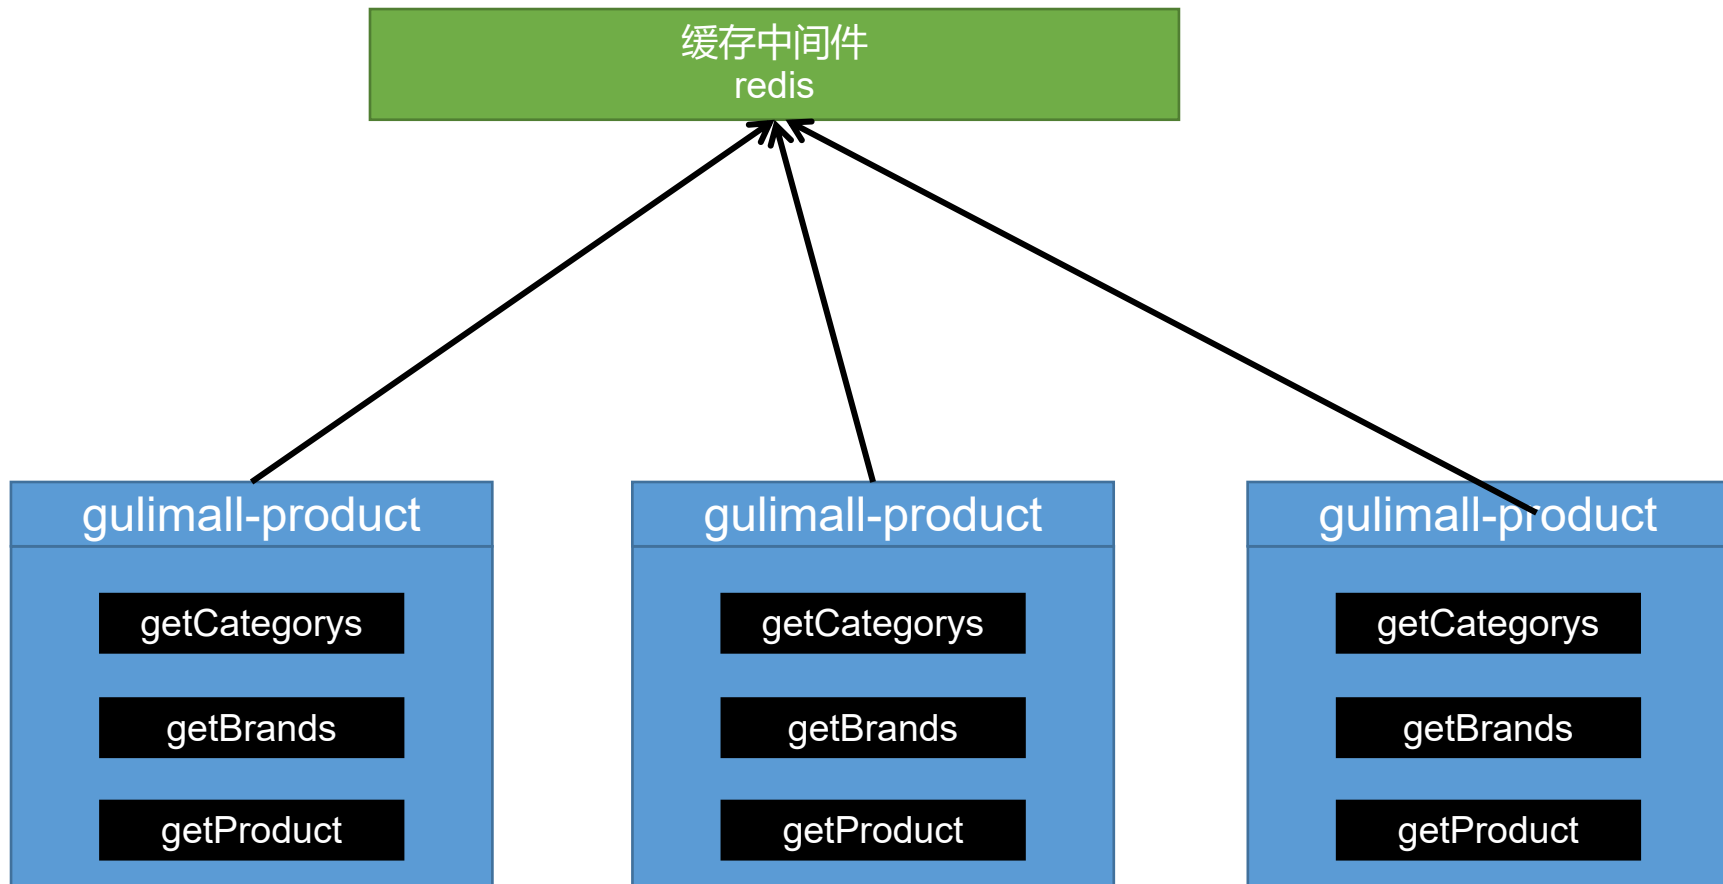 缓存中间件
redis
gulimall-product
gulimall-product
gulimall-product
getCategorys
getCategorys
getCategorys
getBrands
getBrands
getBrands
getProduct
getProduct
getProduct